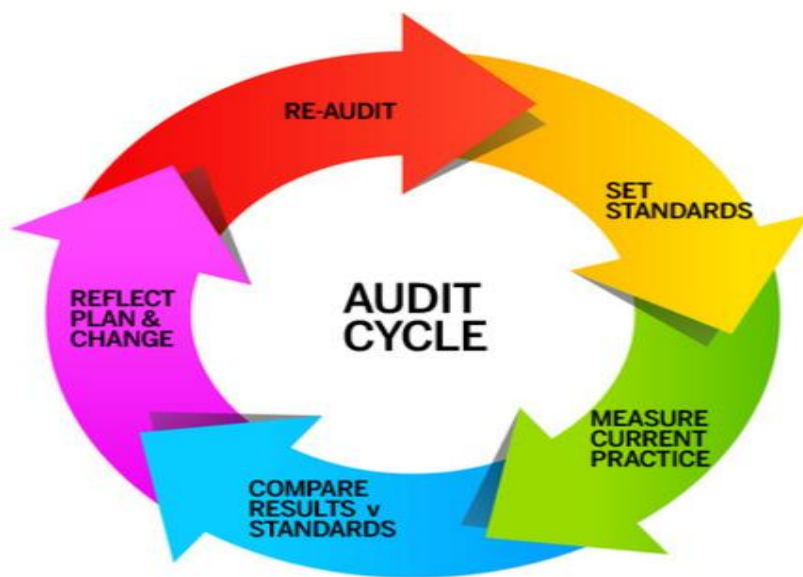 AUDIT
CYCLE
RE-AUDIT
SET
STANDARDS
MEASURE
CURRENT
PRACTICE
COMPARE
RESULTS v
STANDARDS
REFLECT
PLAN &
CHANGE